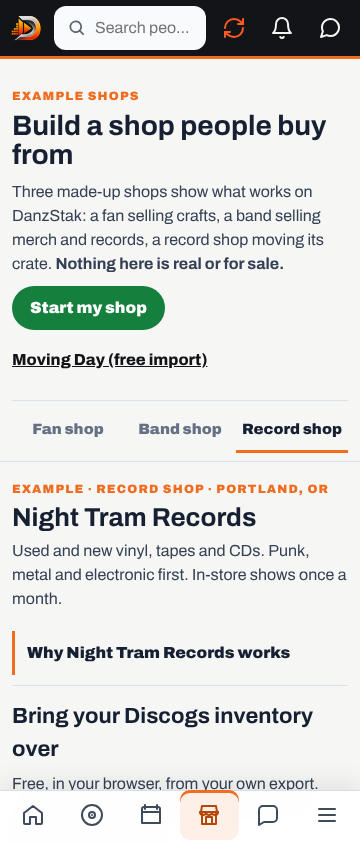 Search peo...
EXAMPLE SHOPS
Build a shop people buy
from
Three made-up shops show what works on
DanzStak: a fan selling crafts, a band selling
merch and records, a record shop moving its
crate. Nothing here is real or for sale.
Start my shop
Moving Day (free import)
Fan shop Band shop Record shop
EXAMPLE · RECORD SHOP · PORTLAND, OR
Night Tram Records
Used and new vinyl, tapes and CDs. Punk,
metal and electronic first. In-store shows once a
month.
Why Night Tram Records works
Bring your Discogs inventory
over
Free, in your browser, from your own export.